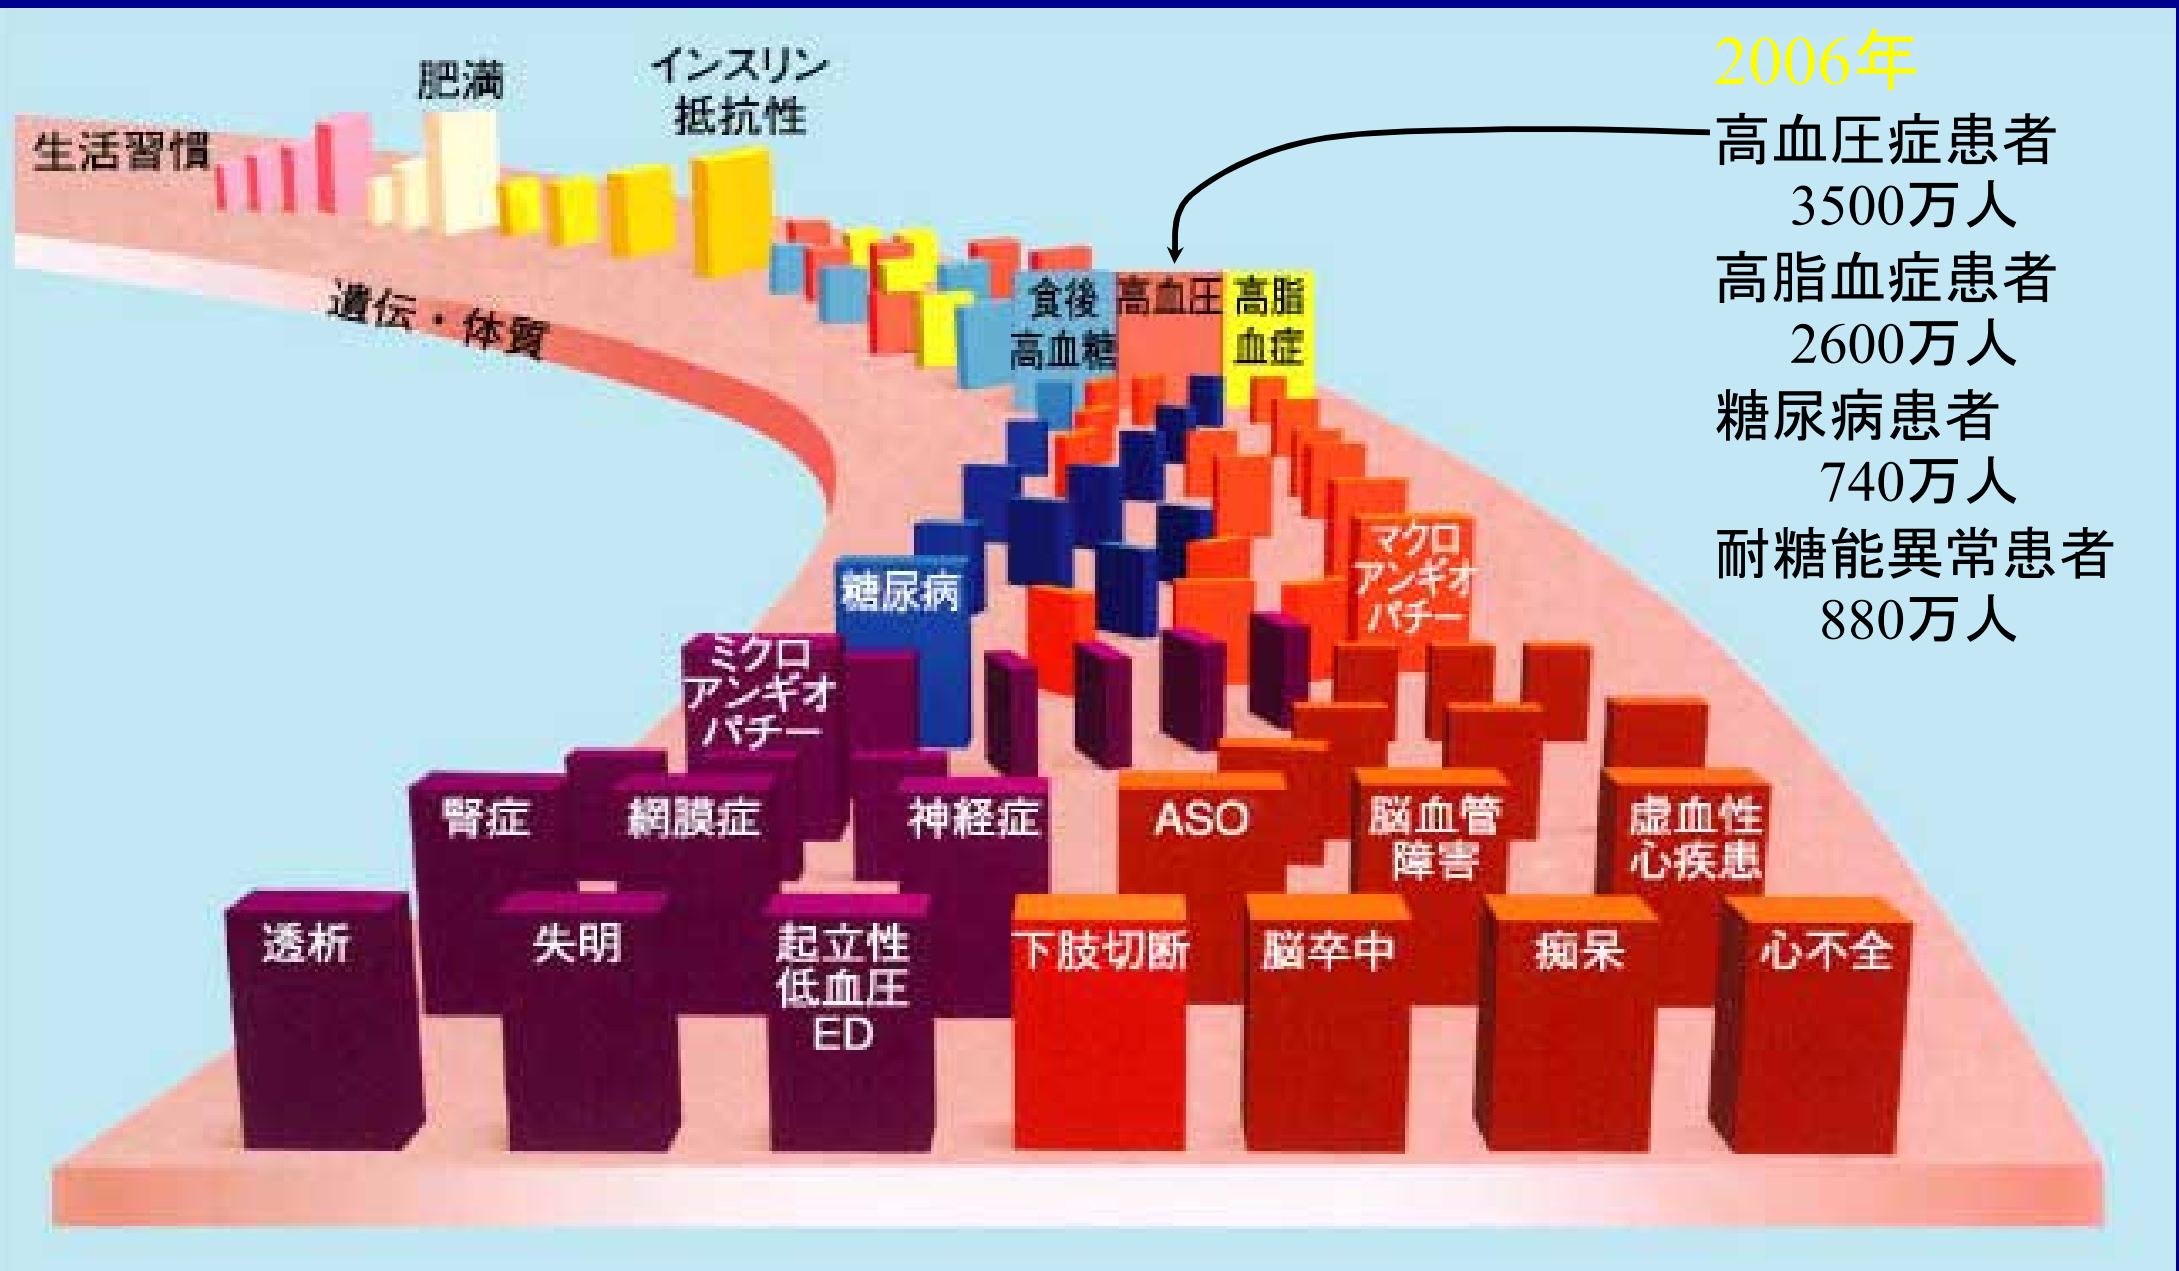 肥満
インスリン
抵抗性
生活習慣
遺伝・体質
2006年
高血圧症患者
3500万人
高脂血症患者
2600万人
糖尿病患者
740万人
耐糖能異常患者
880万人
食後
高血糖
高血圧
高脂
血症
マクロ
アンギオ
パチー
糖尿病
ミクロ
アンギオ
パチー
腎症
網膜症
神経症
ASO
脳血管
障害
虚血性
心疾患
透析
失明
起立性
低血圧
ED
下肢切断
脳卒中
痴呆
心不全